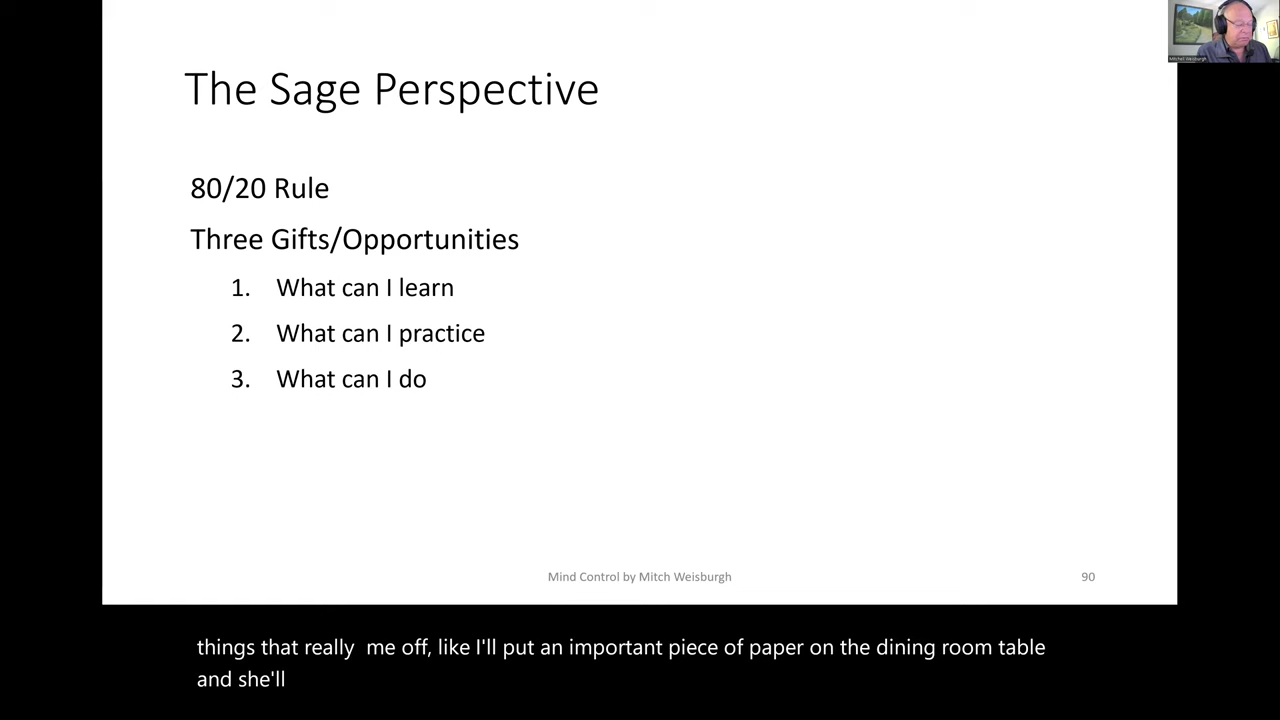 The Sage Perspective
80/20 Rule
Three Gifts/Opportunities
1. What can I learn
2. What can I practice
3. What can I do
Mind Control by Mitch Weisburgh
90
Mitchell Weisburgh
things that really  me off, like I'll put an important piece of paper on the dining room table
and she'll